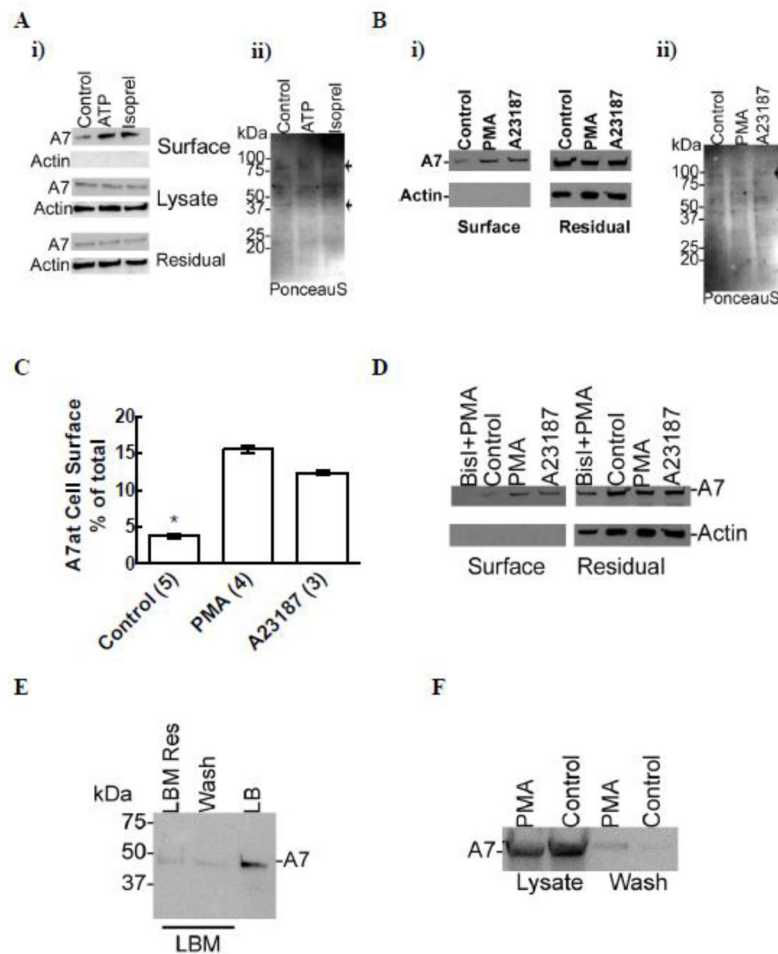 A
B
i)
ii)
i)
ii)
Control
ATP
Isoprel
A7
Actin
Surface
A7
Actin
Lysate
A7
Actin
Residual
kDa
Control
ATP
Isoprel
100
75
50
37
25
20
PonceauS
Control
PMA
A23187
Control
PMA
A23187
A7
Actin
Surface
Residual
kDa
Control
PMA
A23187
100
75
50
37
25
20
PonceauS
C
A7at Cell Surface
% of total
20
15
10
5
0
*
Control (5)
PMA (4)
A23187 (3)
D
BisI+PMA
Control
PMA
A23187
BisI+PMA
Control
PMA
A23187
-A7
-Actin
Surface
Residual
E
kDa
LBM Res
Wash
LB
75
50
37
-A7
LBM
F
PMA
Control
PMA
Control
A7-
Lysate
Wash